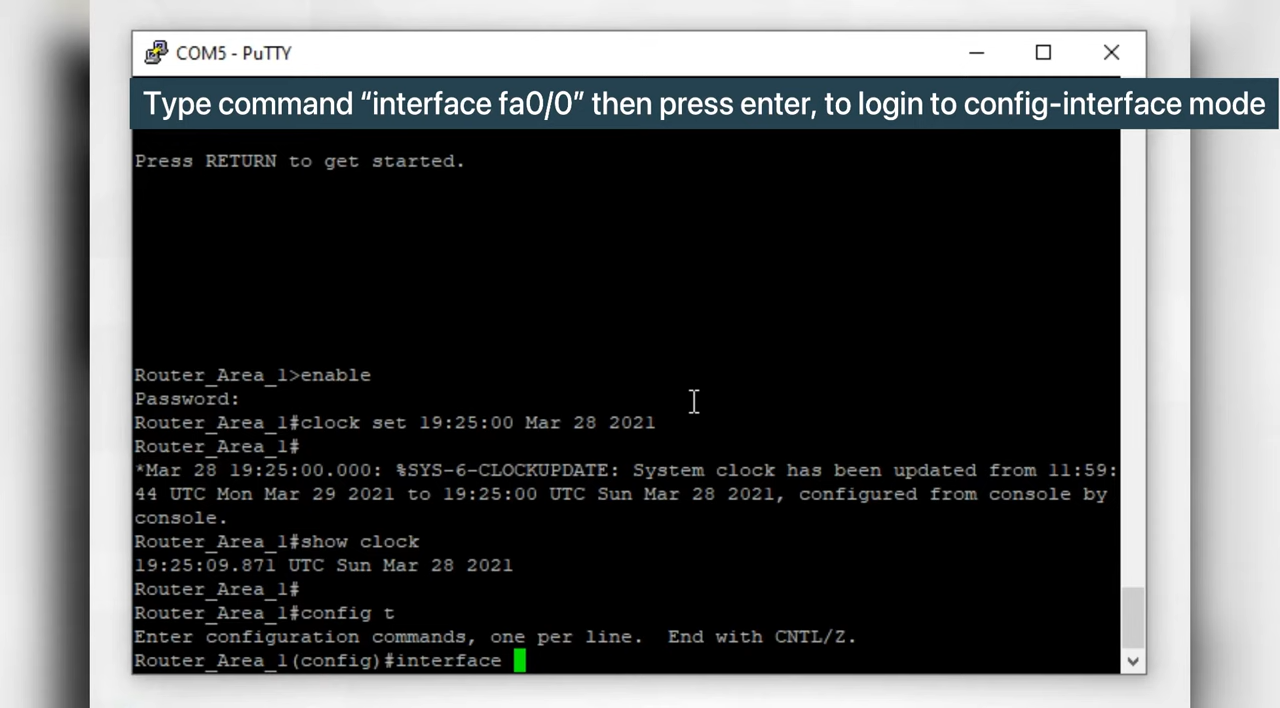 COM5 - PuTTY
Type command “interface fa0/0” then press enter, to login to config-interface mode
Press RETURN to get started.
Router_Area_1>enable
Password:
Router_Area_1#clock set 19:25:00 Mar 28 2021
Router_Area_1#
*Mar 28 19:25:00.000: %SYS-6-CLOCKUPDATE: System clock has been updated from 11:59:
44 UTC Mon Mar 29 2021 to 19:25:00 UTC Sun Mar 28 2021, configured from console by
console.
Router_Area_1#show clock
19:25:09.871 UTC Sun Mar 28 2021
Router_Area_1#
Router_Area_1#config t
Enter configuration commands, one per line.  End with CNTL/Z.
Router_Area_1(config)#interface